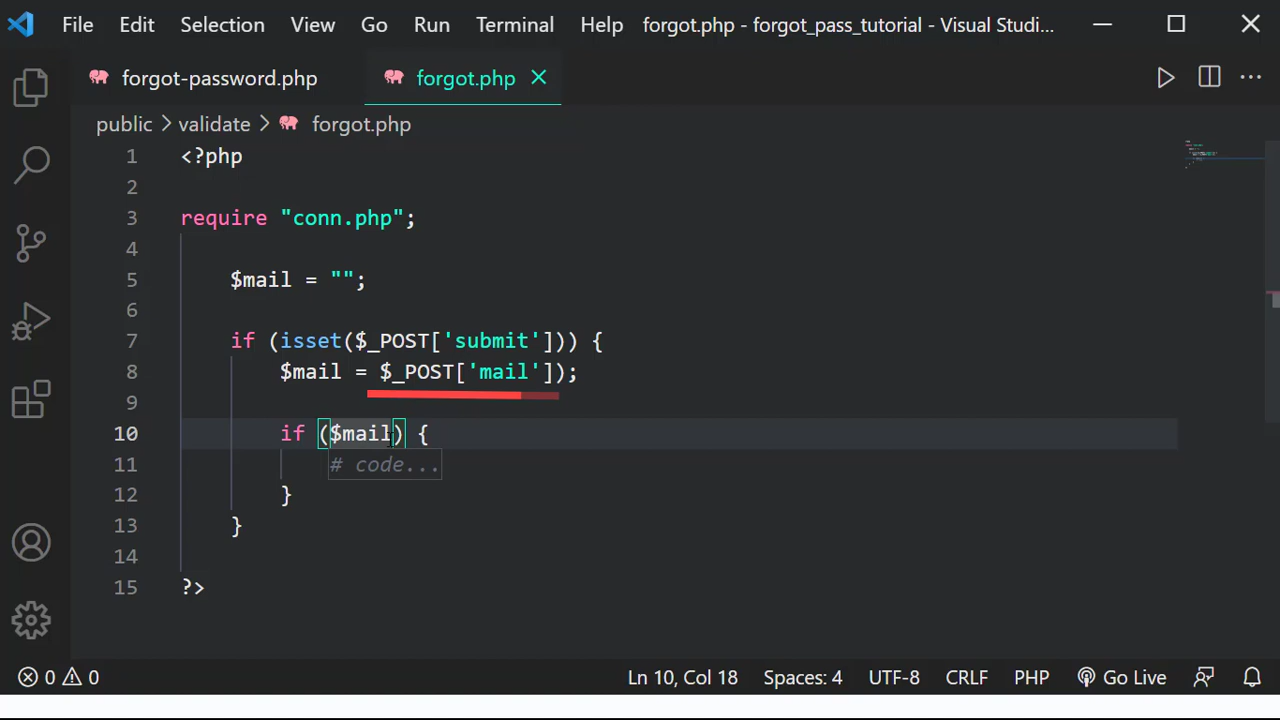 File Edit Selection View Go Run Terminal Help forgot.php - forgot_pass_tutorial - Visual Studi...
forgot-password.php forgot.php
public > validate > forgot.php
1 <?php
2
3 require "conn.php";
4
5 $mail = "";
6
7 if (isset($_POST['submit'])) {
8 $mail = $_POST['mail']);
9
10 if ($mail) {
11 # code...
12 }
13 }
14
15 ?>
0 0 Ln 10, Col 18 Spaces: 4 UTF-8 CRLF PHP Go Live